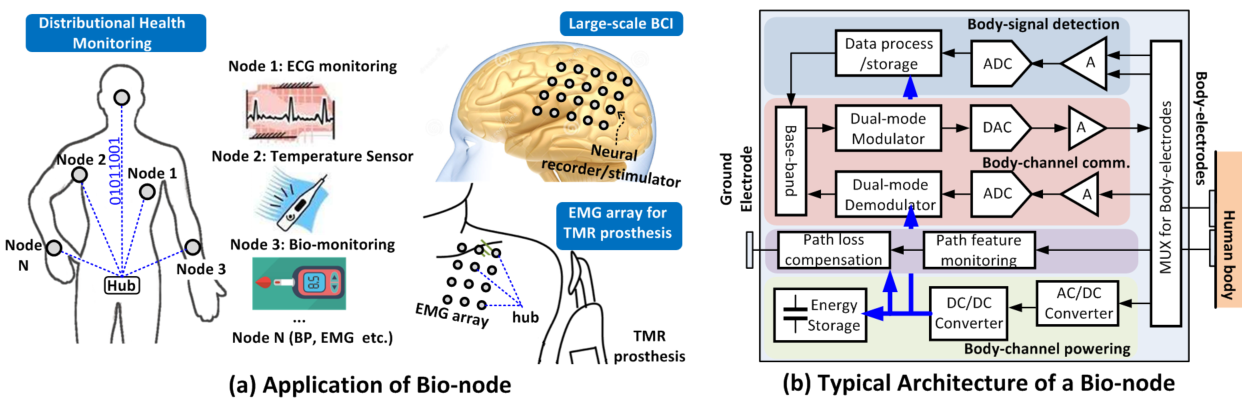 Distributional Health
Monitoring
Node 2
Node 1
01011001
Node
N
Node 3
Hub
Node 1: ECG monitoring
Node 2: Temperature Sensor
Node 3: Bio-monitoring
8.5
...
Node N (BP, EMG etc.)
Large-scale BCI
Neural
recorder/stimulator
EMG array for
TMR prosthesis
EMG array
hub
TMR
prosthesis
(a) Application of Bio-node
Body-signal detection
Data process
/storage
ADC
A
Base-band
Dual-mode
Modulator
DAC
A
Body-channel comm.
Dual-mode
Demodulator
ADC
A
Ground
Electrode
Path loss
compensation
Path feature
monitoring
Energy
Storage
DC/DC
Converter
AC/DC
Converter
Body-channel powering
MUX for Body-electrodes
Body-electrodes
Human body
(b) Typical Architecture of a Bio-node